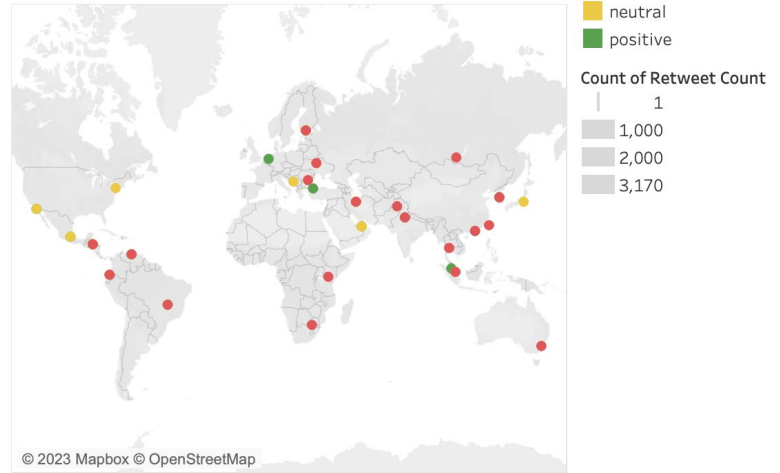 neutral
positive
Count of Retweet Count
1
1,000
2,000
3,170
© 2023 Mapbox © OpenStreetMap